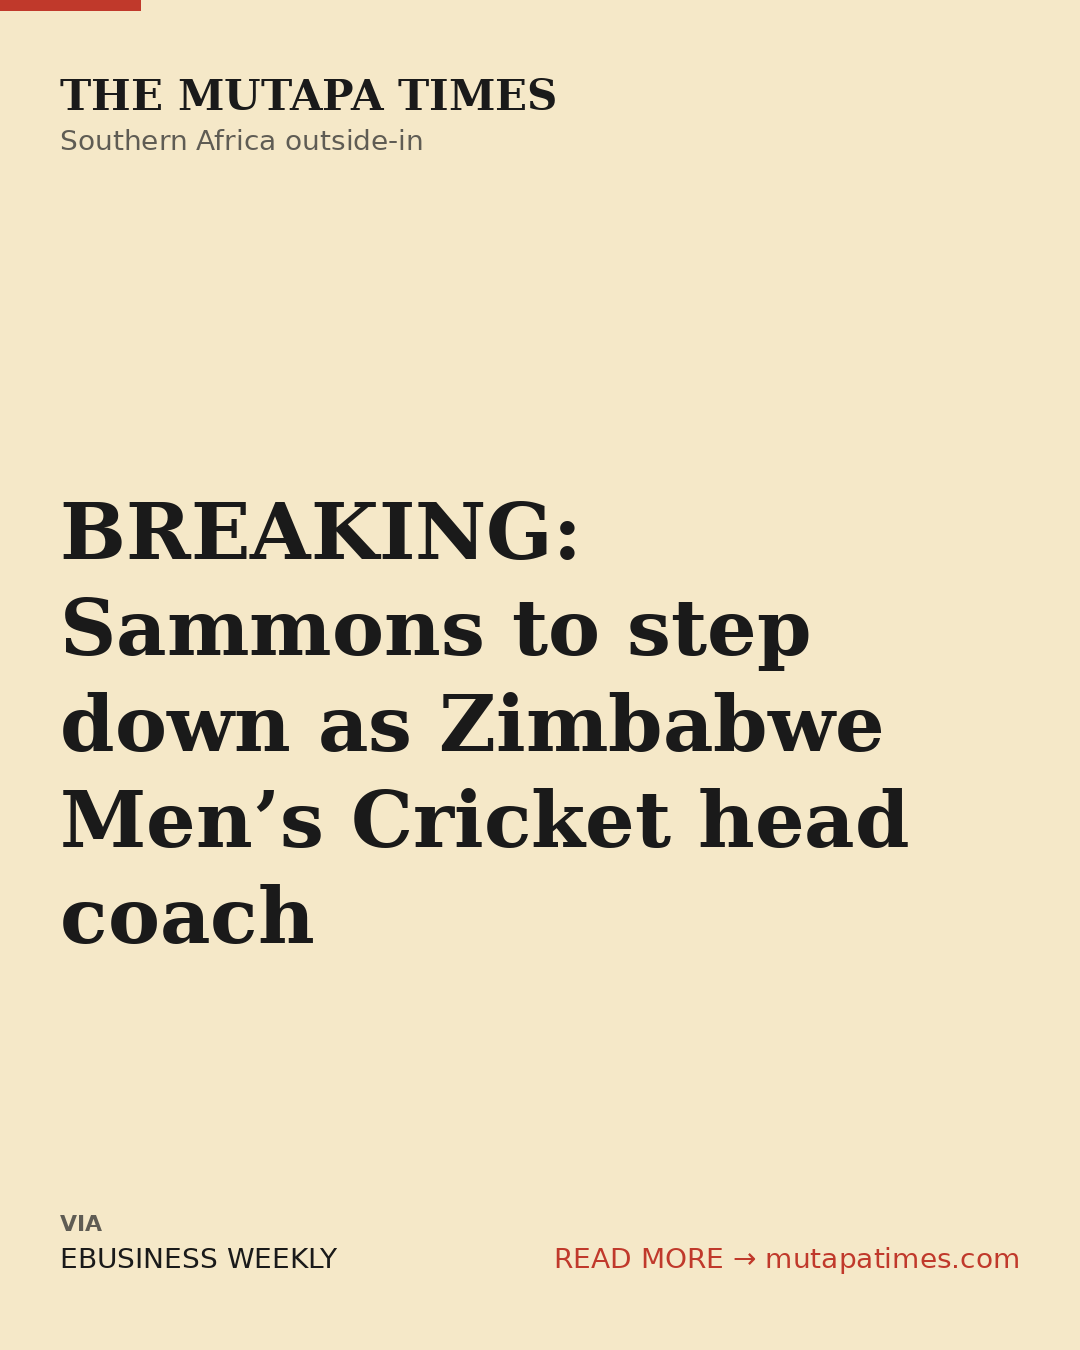 THE MUTAPA TIMES
Southern Africa outside-in
BREAKING:
Sammons to step
down as Zimbabwe
Men’s Cricket head
coach
VIA
EBUSINESS WEEKLY
READ MORE → mutapatimes.com